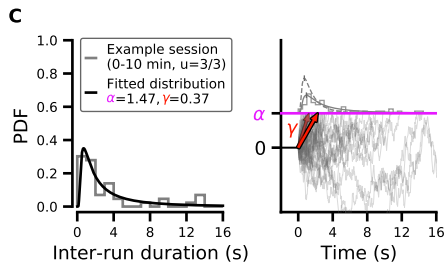 C
1.0
0.8
0.6
0.4
0.2
0.0
PDF
Example session
(0-10 min, u=3/3)
Fitted distribution
α=1.47, γ=0.37
0 4 8 12 16
Inter-run duration (s)
α
γ
0
0 4 8 12 16
Time (s)